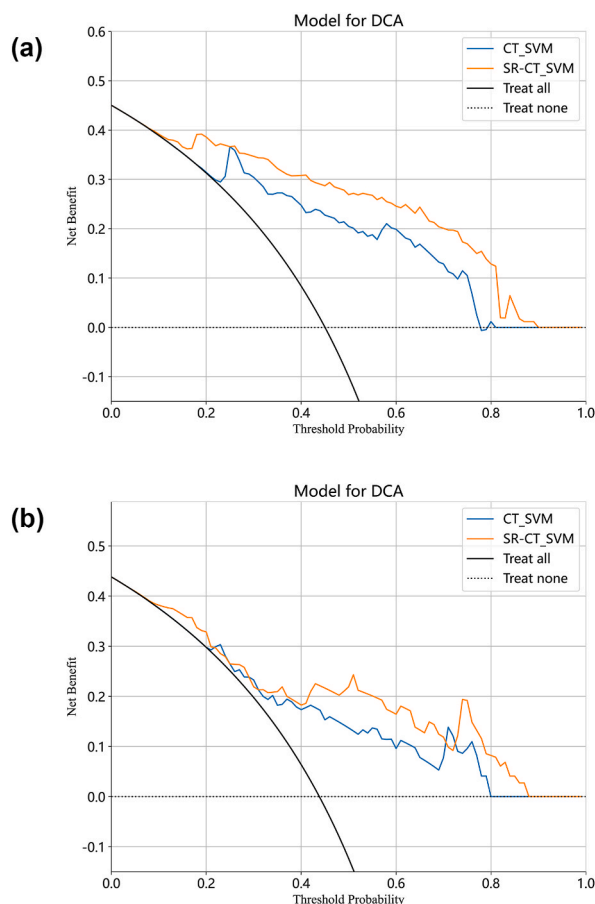 (a)
Model for DCA
CT_SVM
SR-CT_SVM
Treat all
Treat none
Net Benefit
0.6
0.5
0.4
0.3
0.2
0.1
0.0
-0.1
0.0 0.2 0.4 0.6 0.8 1.0
Threshold Probability
(b)
Model for DCA
CT_SVM
SR-CT_SVM
Treat all
Treat none
Net Benefit
0.5
0.4
0.3
0.2
0.1
0.0
-0.1
0.0 0.2 0.4 0.6 0.8 1.0
Threshold Probability